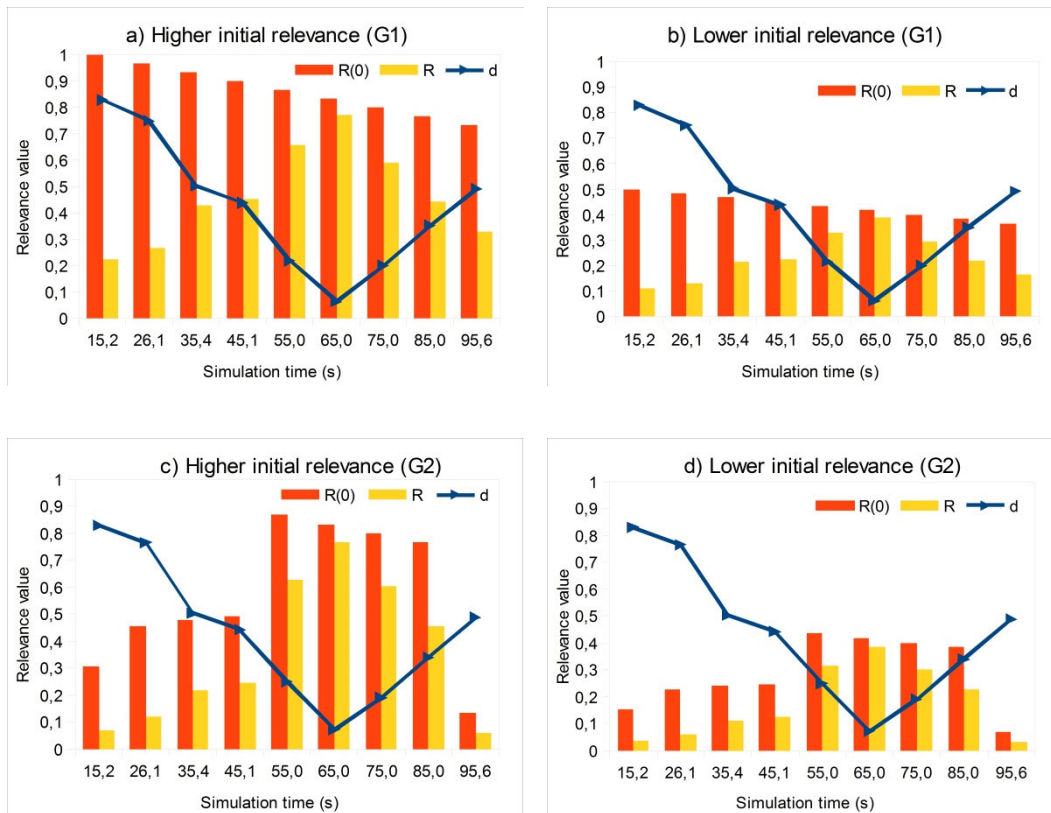 a) Higher initial relevance (G1)
R(0) R d
Relevance value
1
0,9
0,8
0,7
0,6
0,5
0,4
0,3
0,2
0,1
0
15,2 26,1 35,4 45,1 55,0 65,0 75,0 85,0 95,6
Simulation time (s)
b) Lower initial relevance (G1)
R(0) R d
Relevance value
1
0,9
0,8
0,7
0,6
0,5
0,4
0,3
0,2
0,1
0
15,2 26,1 35,4 45,1 55,0 65,0 75,0 85,0 95,6
Simulation time (s)
c) Higher initial relevance (G2)
R(0) R d
Relevance value
1
0,9
0,8
0,7
0,6
0,5
0,4
0,3
0,2
0,1
0
15,2 26,1 35,4 45,1 55,0 65,0 75,0 85,0 95,6
Simulation time (s)
d) Lower initial relevance (G2)
R(0) R d
Relevance value
1
0,9
0,8
0,7
0,6
0,5
0,4
0,3
0,2
0,1
0
15,2 26,1 35,4 45,1 55,0 65,0 75,0 85,0 95,6
Simulation time (s)